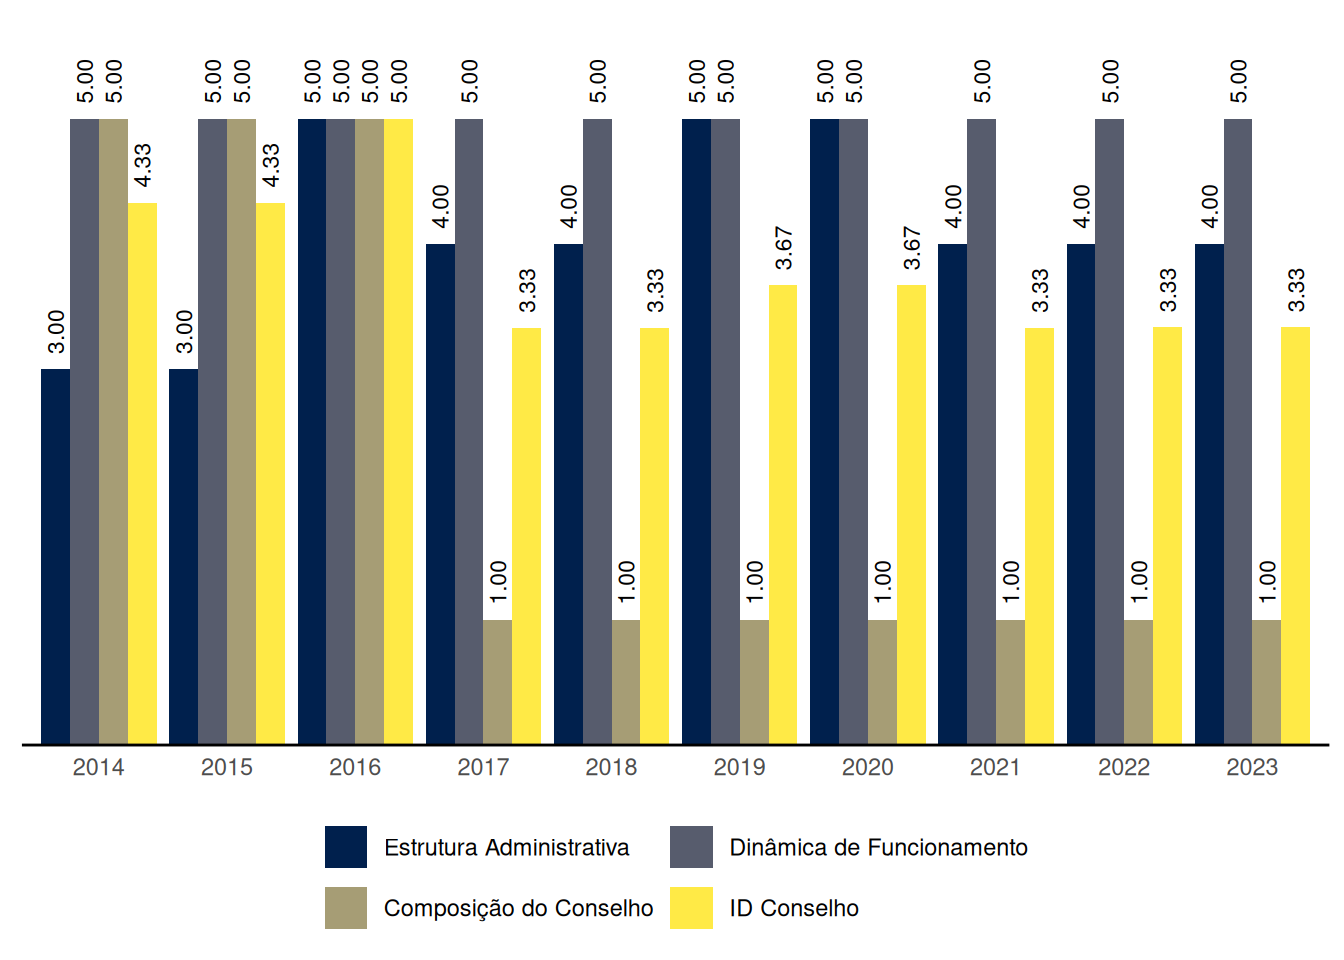 5.00 5.00 5.00 5.00 5.00 5.00 5.00 5.00 5.00 5.00 5.00 5.00 5.00 5.00 5.00 5.00 5.00
4.33 4.33
4.00 4.00 4.00 4.00 4.00
3.67 3.67
3.33 3.33 3.33 3.33 3.33
3.00 3.00
1.00 1.00 1.00 1.00 1.00 1.00 1.00
2014 2015 2016 2017 2018 2019 2020 2021 2022 2023
Estrutura Administrativa Dinâmica de Funcionamento
Composição do Conselho ID Conselho